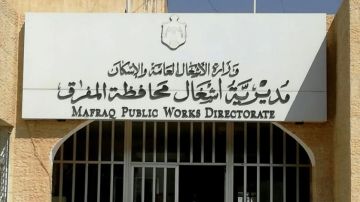 وزارة الأشغال العامة والإسكان
مديرية أشغال محافظة المفرق
MAFRAQ PUBLIC WORKS DIRECTORATE